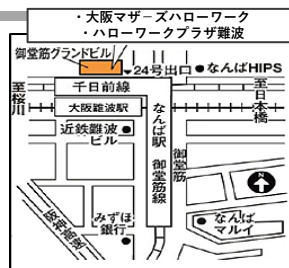 ・大阪マザーズハローワーク
・ハローワークプラザ難波
御堂筋グランドビル
24号出口
なんばHIPS
至桜川
千日前線
至日本橋
大阪難波駅
近鉄難波
ビル
なんば駅 御堂筋線
御堂筋
阪神高速
みずほ
銀行
なんば
マルイ
N